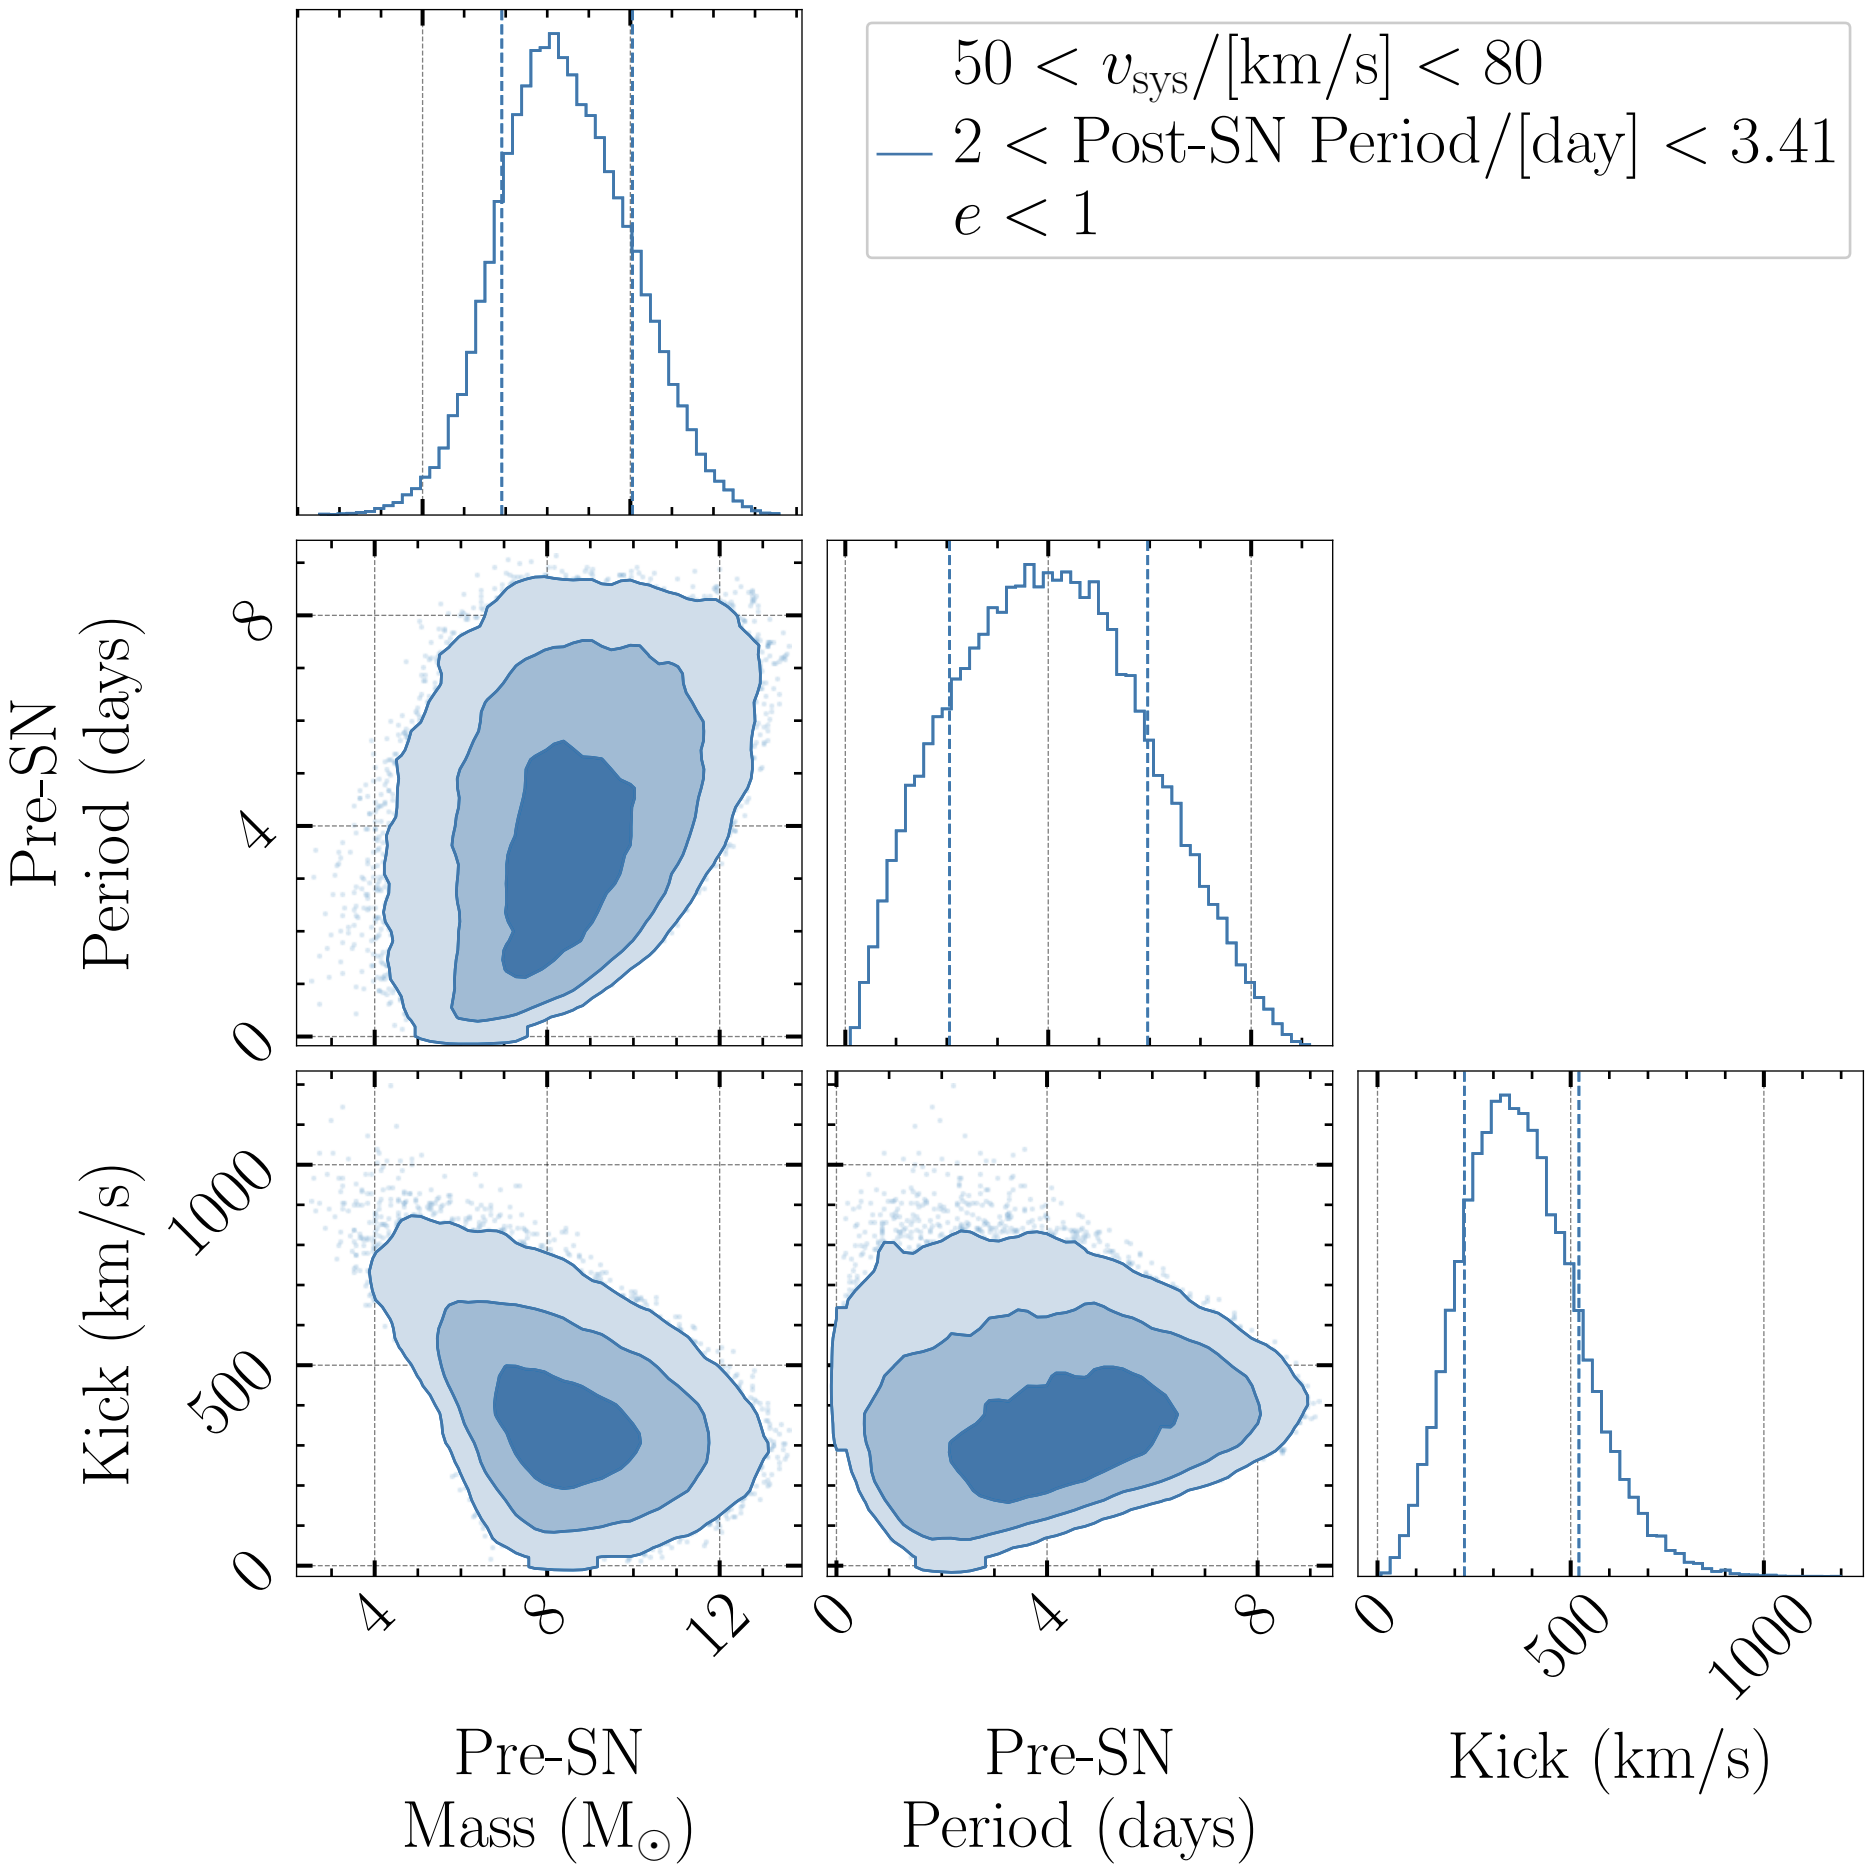 50 < v_sys/[km/s] < 80
2 < Post-SN Period/[day] < 3.41
e < 1
Pre-SN
Period (days)
8
4
0
Kick (km/s)
1000
500
0
4
8
12
0
4
8
0
500
1000
Pre-SN
Mass (M⊙)
Pre-SN
Period (days)
Kick (km/s)